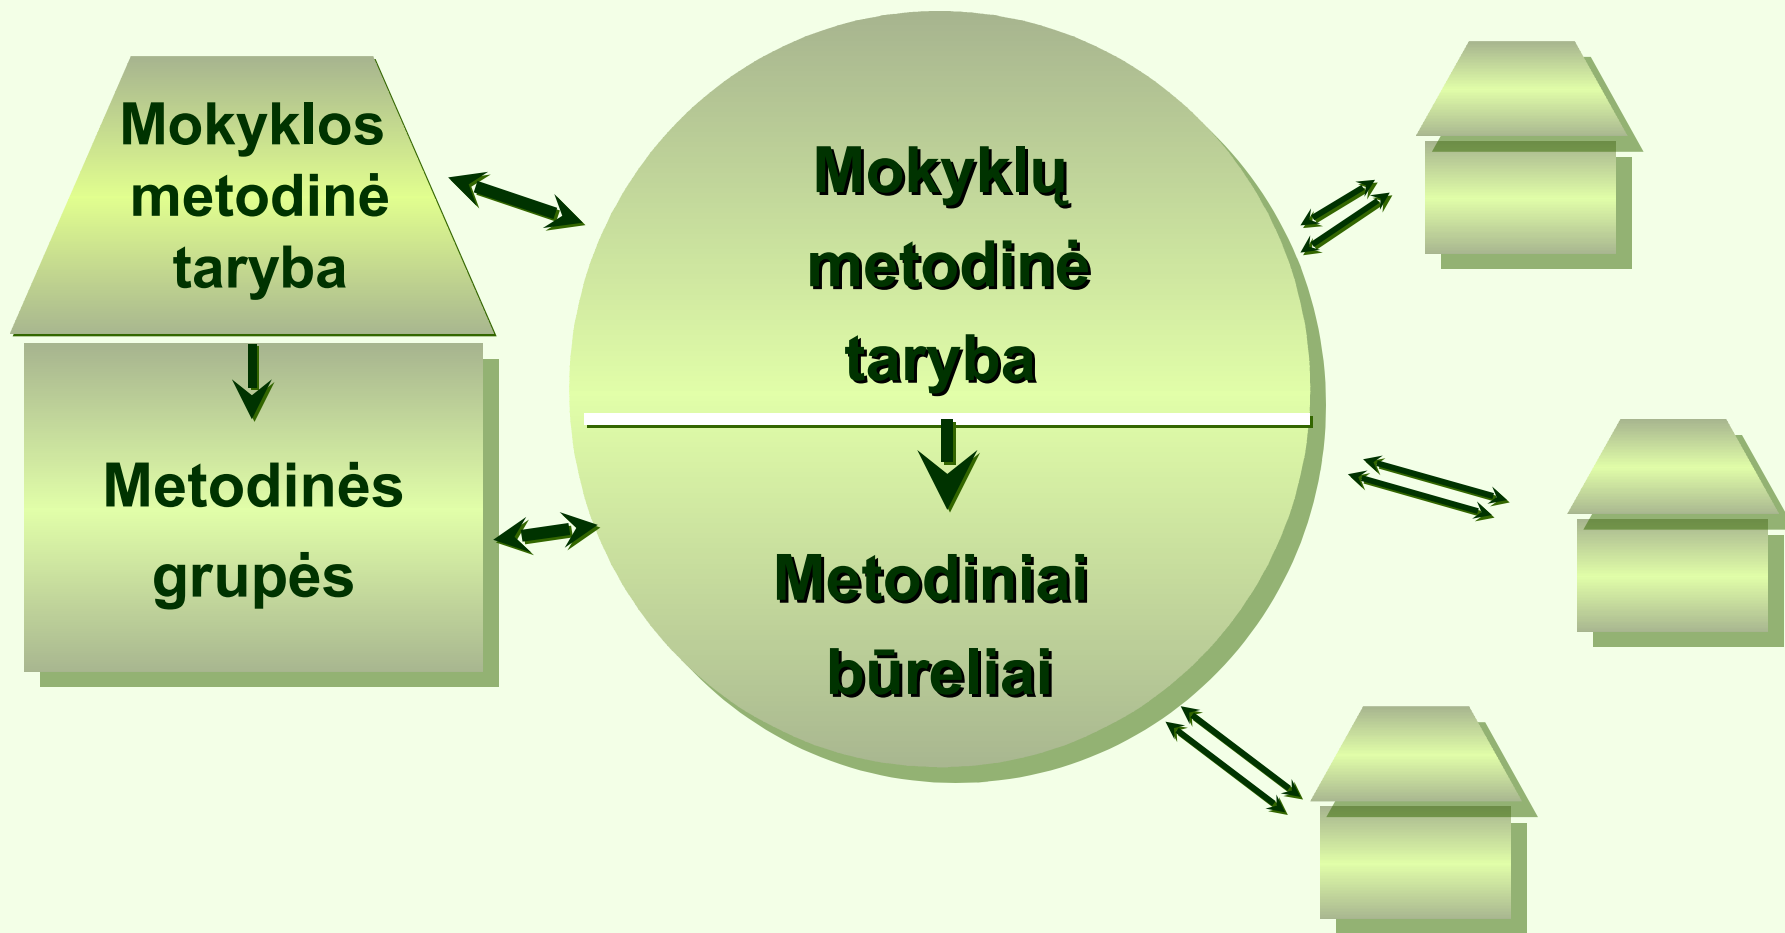 Mokyklos
metodinė
taryba
Metodinės
grupės
Mokyklų
metodinė
taryba
Metodiniai
būreliai